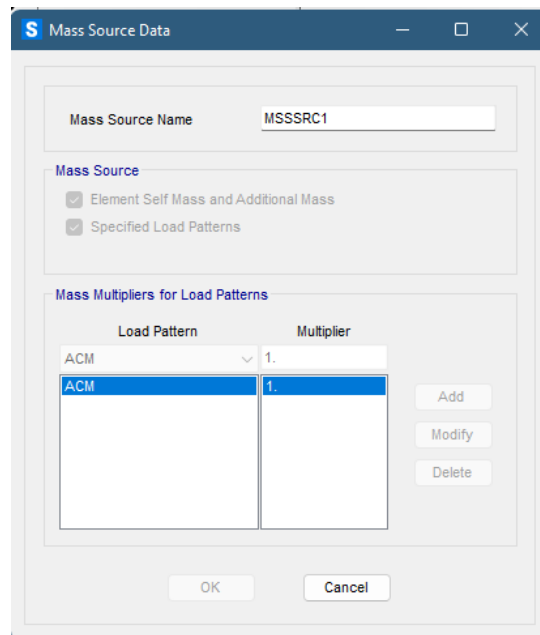 S Mass Source Data
Mass Source Name MSSSRC1
Mass Source
Element Self Mass and Additional Mass
Specified Load Patterns
Mass Multipliers for Load Patterns
Load Pattern Multiplier
ACM 1.
ACM 1.
Add
Modify
Delete
OK Cancel